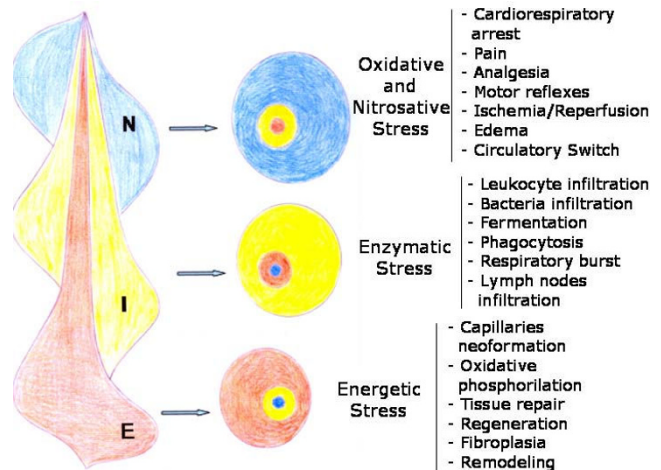 N
Oxidative and
Nitrosative
Stress
- Cardiorespiratory
arrest
- Pain
- Analgesia
- Motor reflexes
- Ischemia/Reperfusion
- Edema
- Circulatory Switch
I
Enzymatic
Stress
- Leukocyte infiltration
- Bacteria infiltration
- Fermentation
- Phagocytosis
- Respiratory burst
- Lymph nodes
infiltration
E
Energetic
Stress
- Capillaries
neoformation
- Oxidative
phosphorilation
- Tissue repair
- Regeneration
- Fibroplasia
- Remodeling